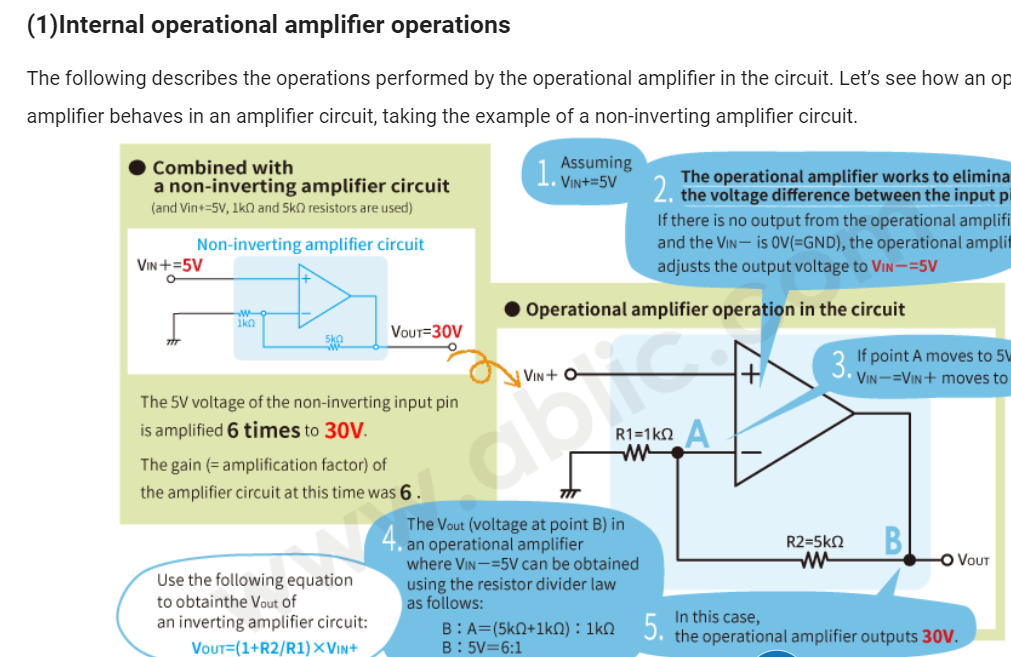 (1)Internal operational amplifier operations
The following describes the operations performed by the operational amplifier in the circuit. Let's see how an op
amplifier behaves in an amplifier circuit, taking the example of a non-inverting amplifier circuit.
● Combined with
a non-inverting amplifier circuit
(and Vin+=5V, 1kΩ and 5kΩ resistors are used)
Non-inverting amplifier circuit
VIN+=5V
+
−
1kΩ
5kΩ
VOUT=30V
The 5V voltage of the non-inverting input pin
is amplified 6 times to 30V.
The gain (= amplification factor) of
the amplifier circuit at this time was 6 .
1. Assuming
VIN+=5V
2. The operational amplifier works to elimina
the voltage difference between the input pi
If there is no output from the operational amplifi
and the VIN− is 0V(=GND), the operational amplif
adjusts the output voltage to VIN−=5V
● Operational amplifier operation in the circuit
VIN+
+
−
3. If point A moves to 5V
VIN−=VIN+ moves to
R1=1kΩ
A
R2=5kΩ
B
VOUT
4. The VOUT (voltage at point B) in
an operational amplifier
where VIN−=5V can be obtained
using the resistor divider law
as follows:
B：A=(5kΩ+1kΩ)：1kΩ
B：5V=6:1
5. In this case,
the operational amplifier outputs 30V.
Use the following equation
to obtainthe VOUT of
an inverting amplifier circuit:
VOUT=(1+R2/R1)×VIN+
www.ablic.com